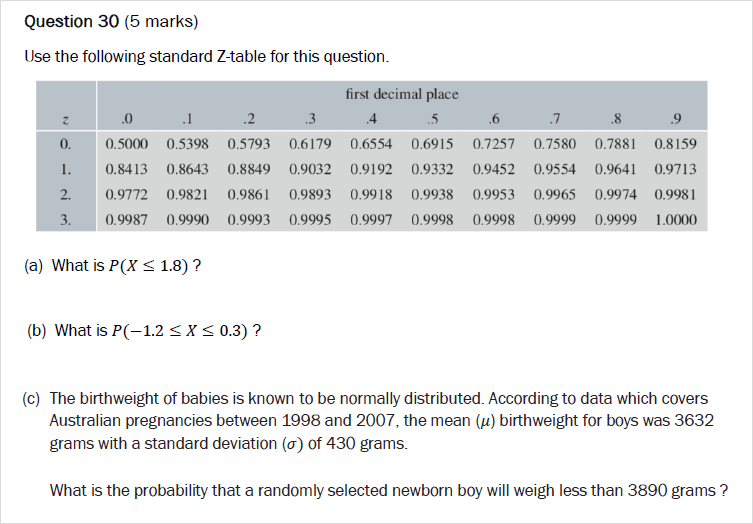 Question 30 (5 marks)
Use the following standard Z-table for this question.
first decimal place
z .0 .1 .2 .3 .4 .5 .6 .7 .8 .9
0. 0.5000 0.5398 0.5793 0.6179 0.6554 0.6915 0.7257 0.7580 0.7881 0.8159
1. 0.8413 0.8643 0.8849 0.9032 0.9192 0.9332 0.9452 0.9554 0.9641 0.9713
2. 0.9772 0.9821 0.9861 0.9893 0.9918 0.9938 0.9953 0.9965 0.9974 0.9981
3. 0.9987 0.9990 0.9993 0.9995 0.9997 0.9998 0.9998 0.9999 0.9999 1.0000
(a) What is P(X ≤ 1.8) ?
(b) What is P(−1.2 ≤ X ≤ 0.3) ?
(c) The birthweight of babies is known to be normally distributed. According to data which covers
Australian pregnancies between 1998 and 2007, the mean (μ) birthweight for boys was 3632
grams with a standard deviation (σ) of 430 grams.
What is the probability that a randomly selected newborn boy will weigh less than 3890 grams ?